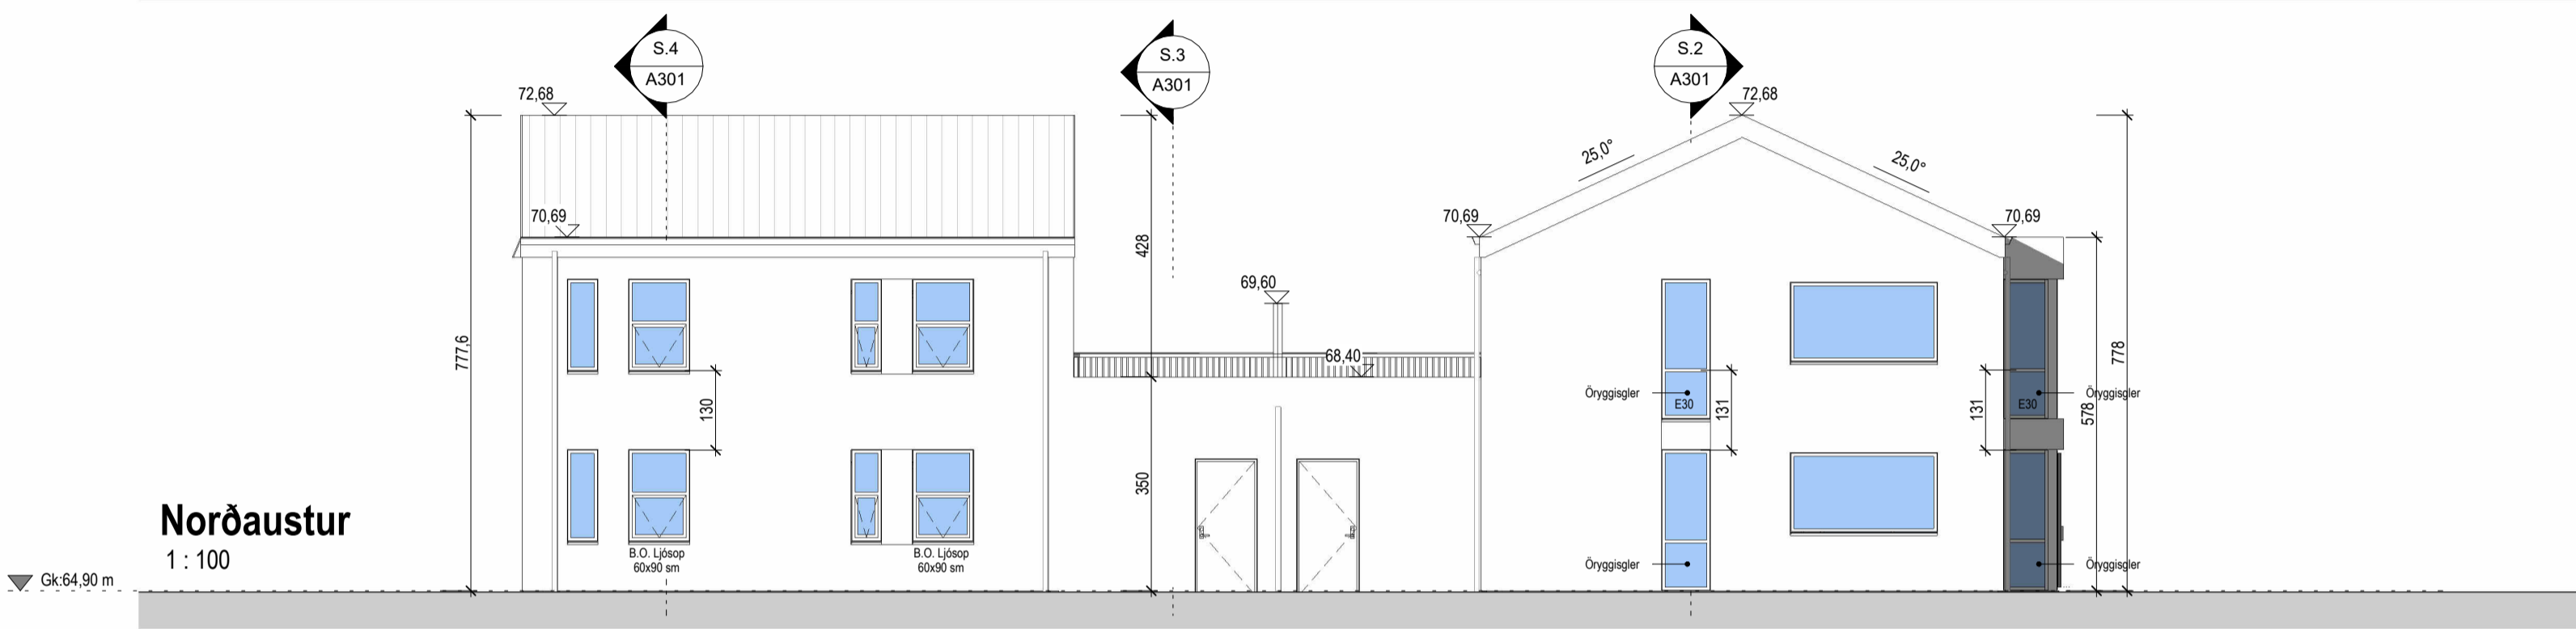 S.4
A301
S.3
A301
S.2
A301
72,68
72,68
25,0°
25,0°
70,69
70,69
70,69
428
69,60
68,40
777,6
778
130
Öryggisgler
E30
131
131
E30
Öryggisgler
578
350
Norðaustur
1 : 100
B.O. Ljósop
60x90 sm
B.O. Ljósop
60x90 sm
Öryggisgler
Öryggisgler
Gk:64,90 m